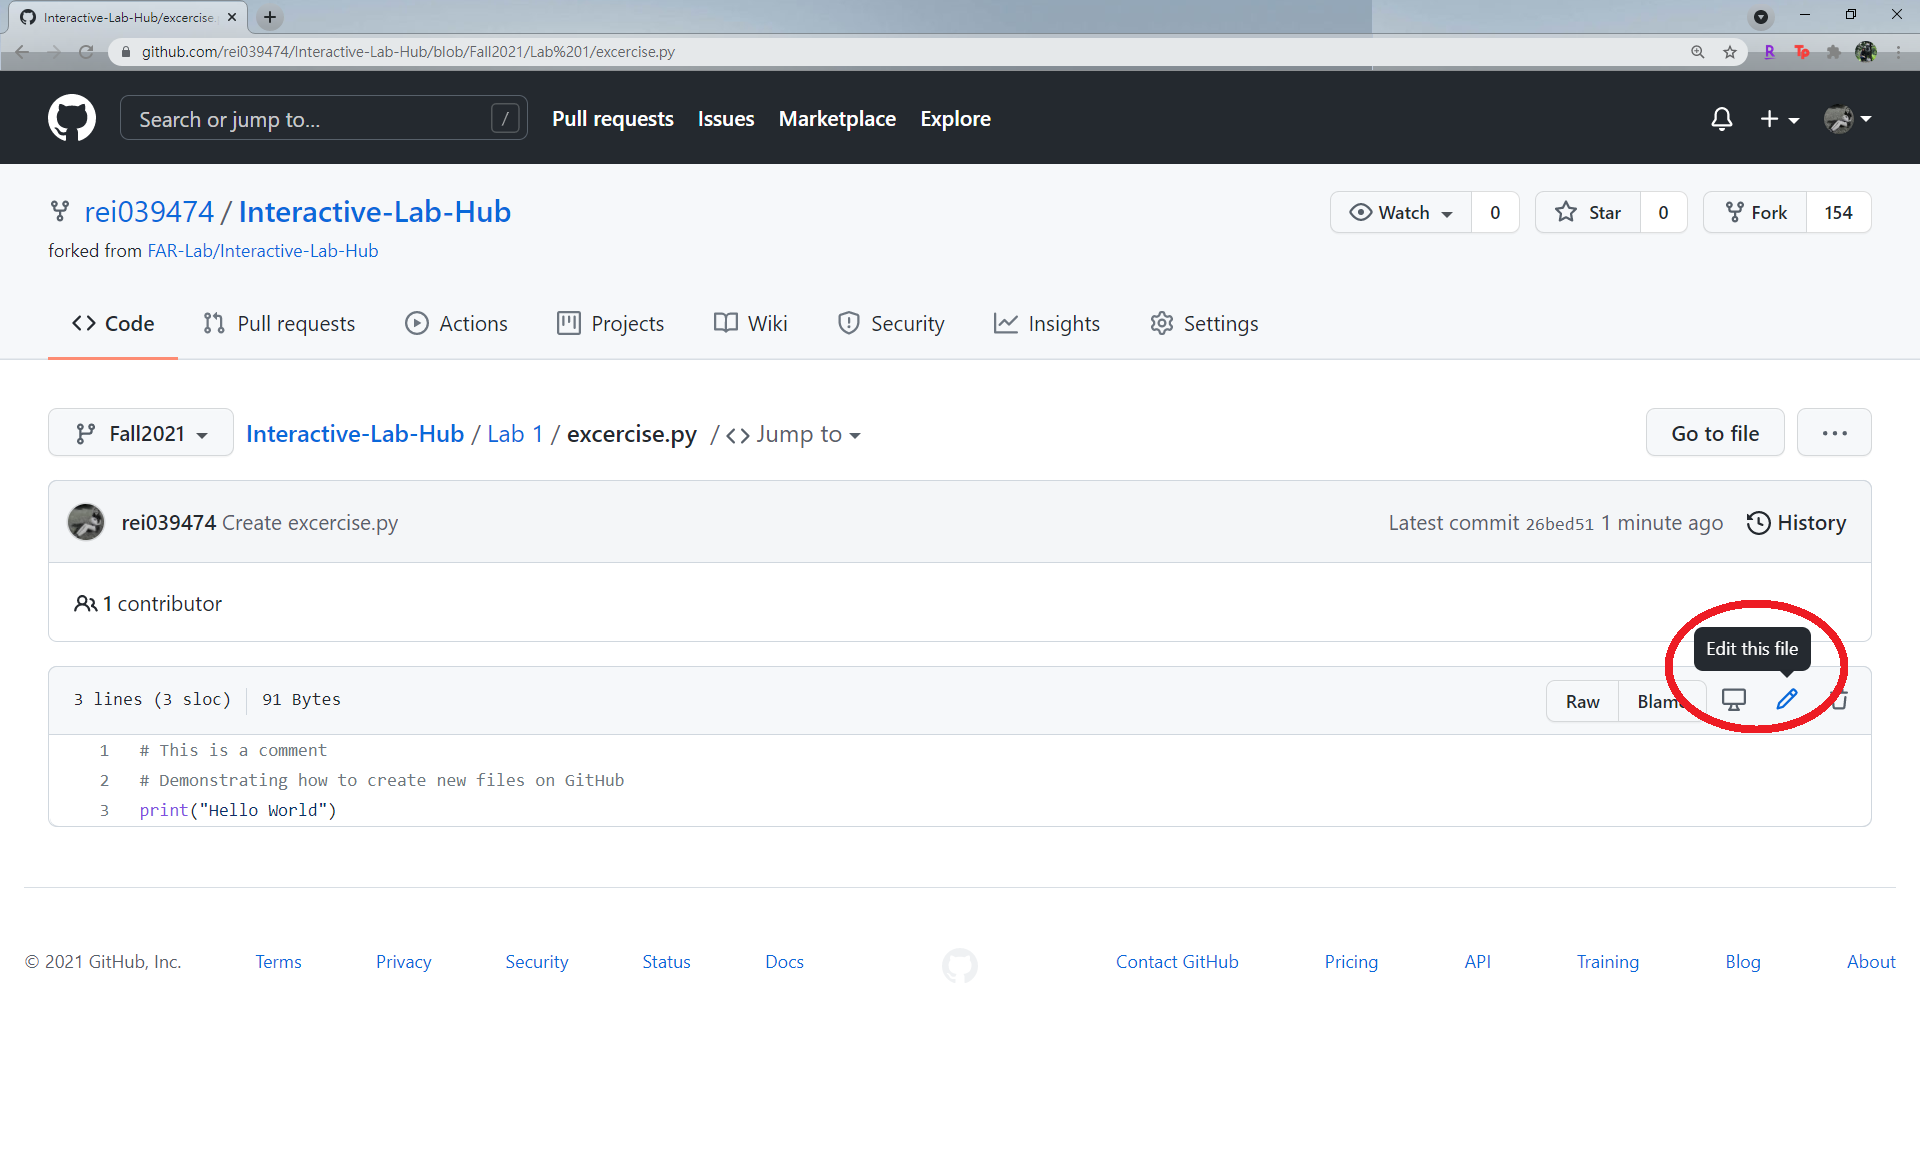 Interactive-Lab-Hub/excercise.
github.com/rei039474/Interactive-Lab-Hub/blob/Fall2021/Lab%201/excercise.py
Search or jump to... /
Pull requests Issues Marketplace Explore
rei039474 / Interactive-Lab-Hub
Watch 0 Star 0 Fork 154
forked from FAR-Lab/Interactive-Lab-Hub
Code Pull requests Actions Projects Wiki Security Insights Settings
Fall2021 Interactive-Lab-Hub / Lab 1 / excercise.py / Jump to Go to file ...
rei039474 Create excercise.py Latest commit 26bed51 1 minute ago History
1 contributor
Edit this file
3 lines (3 sloc) 91 Bytes Raw Blame
1 # This is a comment
2 # Demonstrating how to create new files on GitHub
3 print("Hello World")
© 2021 GitHub, Inc. Terms Privacy Security Status Docs Contact GitHub Pricing API Training Blog About